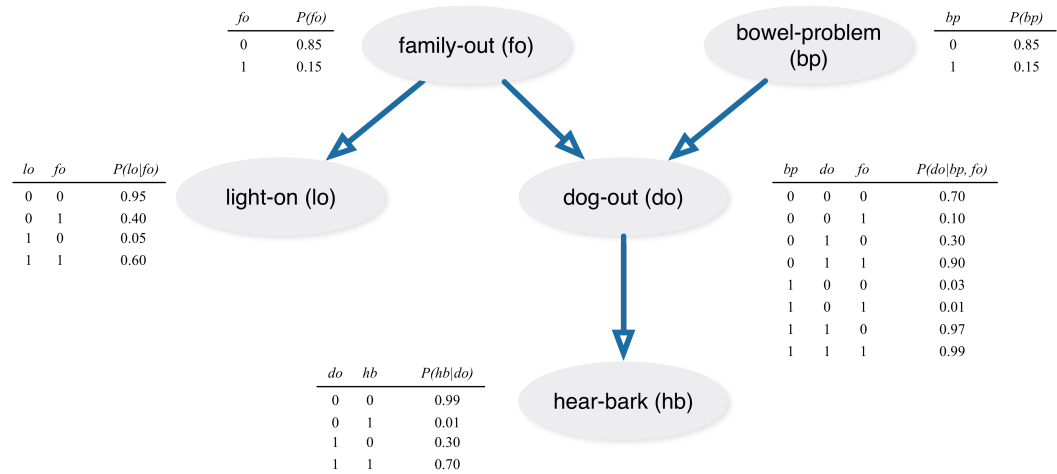 fo P(fo)
0 0.85
1 0.15
family-out (fo)
bowel-problem
(bp)
bp P(bp)
0 0.85
1 0.15
lo fo P(lo|fo)
0 0 0.95
0 1 0.40
1 0 0.05
1 1 0.60
light-on (lo)
dog-out (do)
bp do fo P(do|bp, fo)
0 0 0 0.70
0 0 1 0.10
0 1 0 0.30
0 1 1 0.90
1 0 0 0.03
1 0 1 0.01
1 1 0 0.97
1 1 1 0.99
do hb P(hb|do)
0 0 0.99
0 1 0.01
1 0 0.30
1 1 0.70
hear-bark (hb)